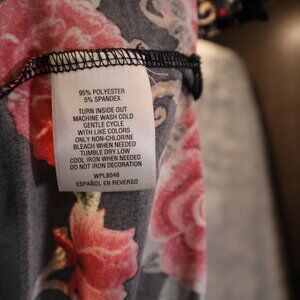 95% POLYESTER
5% SPANDEX
TURN INSIDE OUT
MACHINE WASH COLD
GENTLE CYCLE
WITH LIKE COLORS
ONLY NON-CHLORINE
BLEACH WHEN NEEDED
TUMBLE DRY LOW
COOL IRON WHEN NEEDED
DO NOT IRON DECORATION
WPL8046
ESPAÑOL EN REVERSO